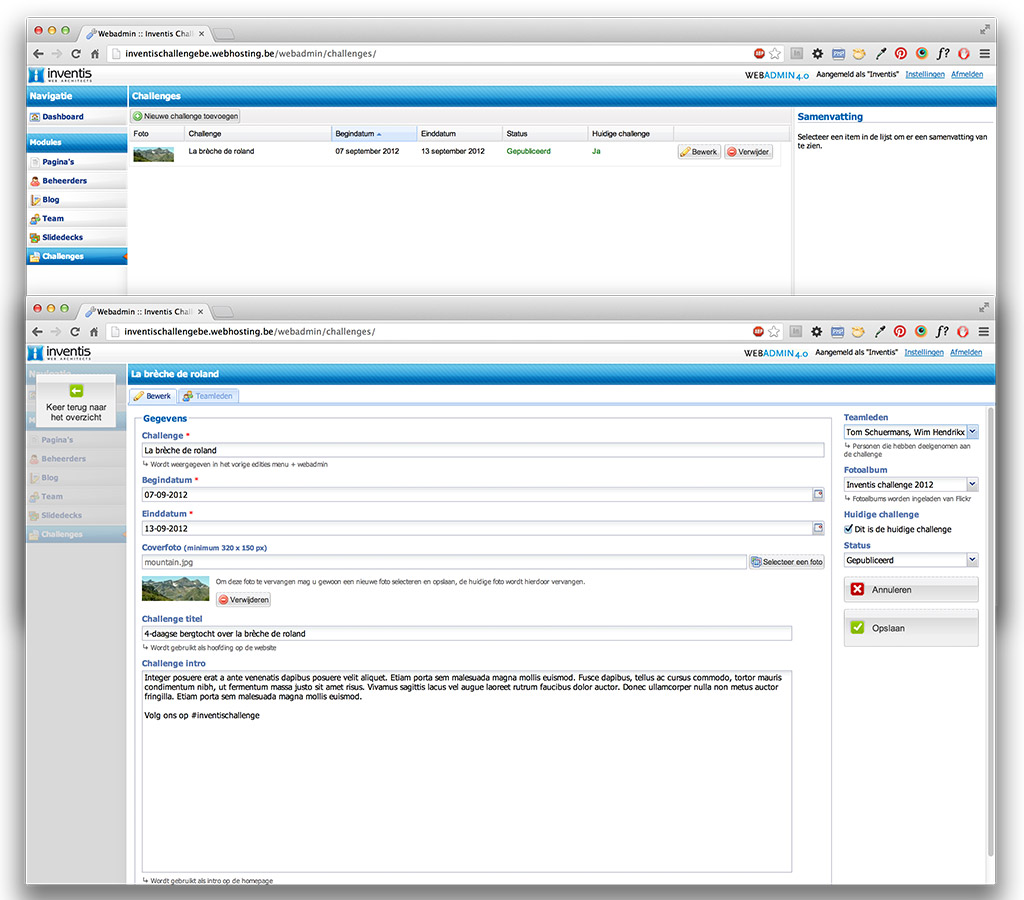 Webadmin :: Inventis Chall
inventischallengebe.webhosting.be/webadmin/challenges/
inventis
WEB ARCHITECTS
WEBADMIN 4.0 Aangemeld als "Inventis" Instellingen Afmelden
Navigatie
Dashboard
Modules
Pagina's
Beheerders
Blog
Team
Slidedecks
Challenges
Challenges
Nieuwe challenge toevoegen
Foto Challenge Begindatum Einddatum Status Huidige challenge
La brèche de roland 07 september 2012 13 september 2012 Gepubliceerd Ja Bewerk Verwijder
Samenvatting
Selecteer een item in de lijst om er een samenvatting van
te zien.
Webadmin :: Inventis Chall
inventischallengebe.webhosting.be/webadmin/challenges/
inventis
WEB ARCHITECTS
WEBADMIN 4.0 Aangemeld als "Inventis" Instellingen Afmelden
Navigatie
Keer terug naar
het overzicht
Pagina's
Beheerders
Blog
Team
Slidedecks
Challenges
La brèche de roland
Bewerk Teamleden
Gegevens
Challenge *
La brèche de roland
↳ Wordt weergegeven in het vorige edities menu + webadmin
Begindatum *
07-09-2012
Einddatum *
13-09-2012
Coverfoto (minimum 320 x 150 px)
mountain.jpg Selecteer een foto
Om deze foto te vervangen mag u gewoon een nieuwe foto selecteren en opslaan, de huidige foto wordt hierdoor vervangen.
Verwijderen
Challenge titel
4-daagse bergtocht over la brèche de roland
↳ Wordt gebruikt als hoofding op de website
Challenge intro
Integer posuere erat a ante venenatis dapibus posuere velit aliquet. Etiam porta sem malesuada magna mollis euismod. Fusce dapibus, tellus ac cursus commodo, tortor mauris
condimentum nibh, ut fermentum massa justo sit amet risus. Vivamus sagittis lacus vel augue laoreet rutrum faucibus dolor auctor. Donec ullamcorper nulla non metus auctor
fringilla. Etiam porta sem malesuada magna mollis euismod.
Volg ons op #inventischallenge
↳ Wordt gebruikt als intro op de homepage
Teamleden
Tom Schuermans, Wim Hendrikx
↳ Personen die hebben deelgenomen aan
de challenge
Fotoalbum
Inventis challenge 2012
↳ Fotoalbums worden ingeladen van Flickr
Huidige challenge
Dit is de huidige challenge
Status
Gepubliceerd
Annuleren
Opslaan